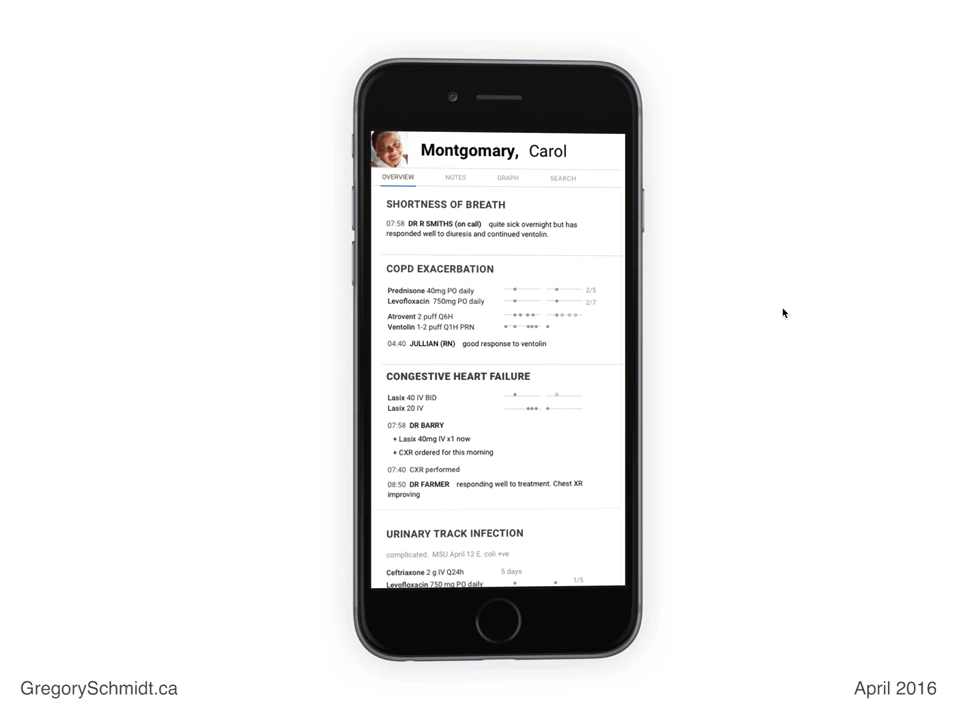 Montgomary, Carol
OVERVIEW NOTES GRAPH SEARCH
SHORTNESS OF BREATH
07:58 DR R SMITHS (on call) quite sick overnight but has
responded well to diuresis and continued ventolin.
COPD EXACERBATION
Prednisone 40mg PO daily 2/5
Levofloxacin 750mg PO daily 2/7
Atrovent 2 puff Q6H
Ventolin 1-2 puff Q1H PRN
04:40 JULLIAN (RN) good response to ventolin
CONGESTIVE HEART FAILURE
Lasix 40 IV BID
Lasix 20 IV
07:58 DR BARRY
+ Lasix 40mg IV x1 now
+ CXR ordered for this morning
07:40 CXR performed
08:50 DR FARMER responding well to treatment. Chest XR
improving
URINARY TRACK INFECTION
complicated. MSU April 12 E. coli +ve
Ceftriaxone 2 g IV Q24h 5 days
Levofloxacin 750 mg PO daily 1/5
GregorySchmidt.ca
April 2016